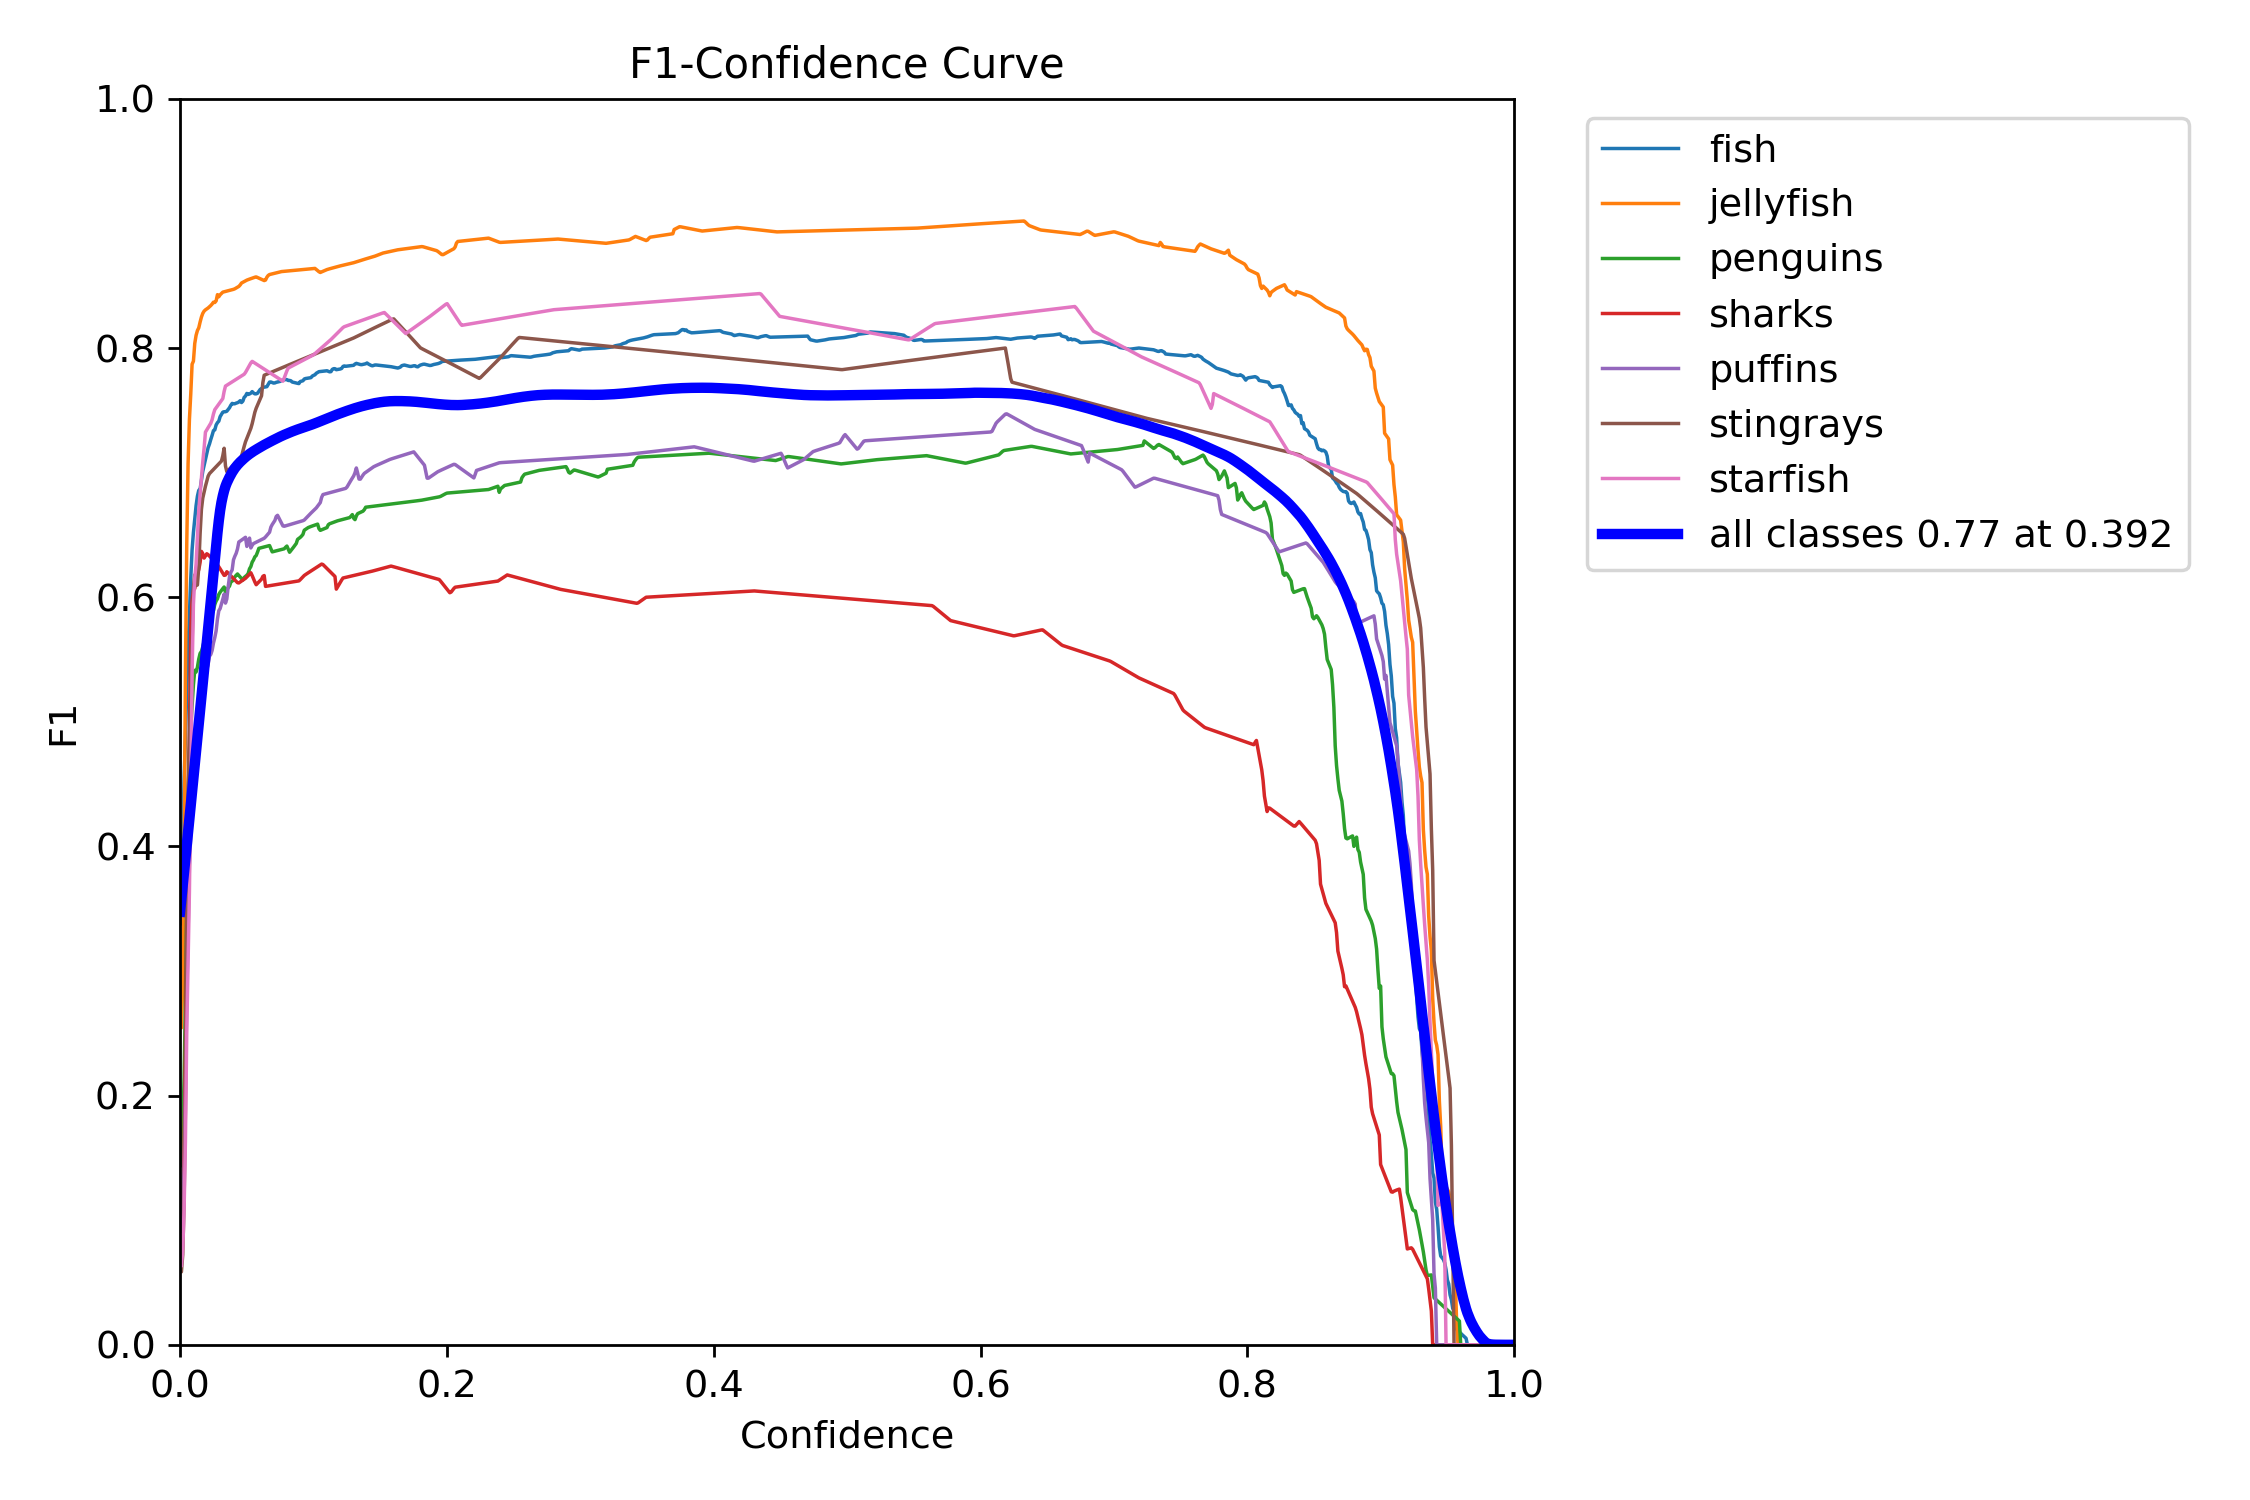 F1-Confidence Curve
1.0
0.8
0.6
0.4
0.2
0.0
F1
0.0 0.2 0.4 0.6 0.8 1.0
Confidence
fish
jellyfish
penguins
sharks
puffins
stingrays
starfish
all classes 0.77 at 0.392